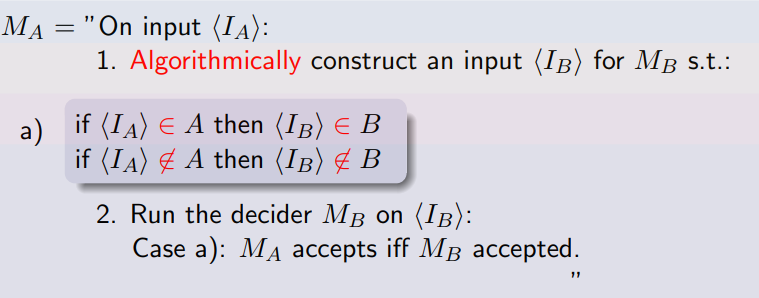 M_A = "On input ⟨I_A⟩:
1. Algorithmically construct an input ⟨I_B⟩ for M_B s.t.:
a) if ⟨I_A⟩ ∈ A then ⟨I_B⟩ ∈ B
if ⟨I_A⟩ ∉ A then ⟨I_B⟩ ∉ B
2. Run the decider M_B on ⟨I_B⟩:
Case a): M_A accepts iff M_B accepted.
"